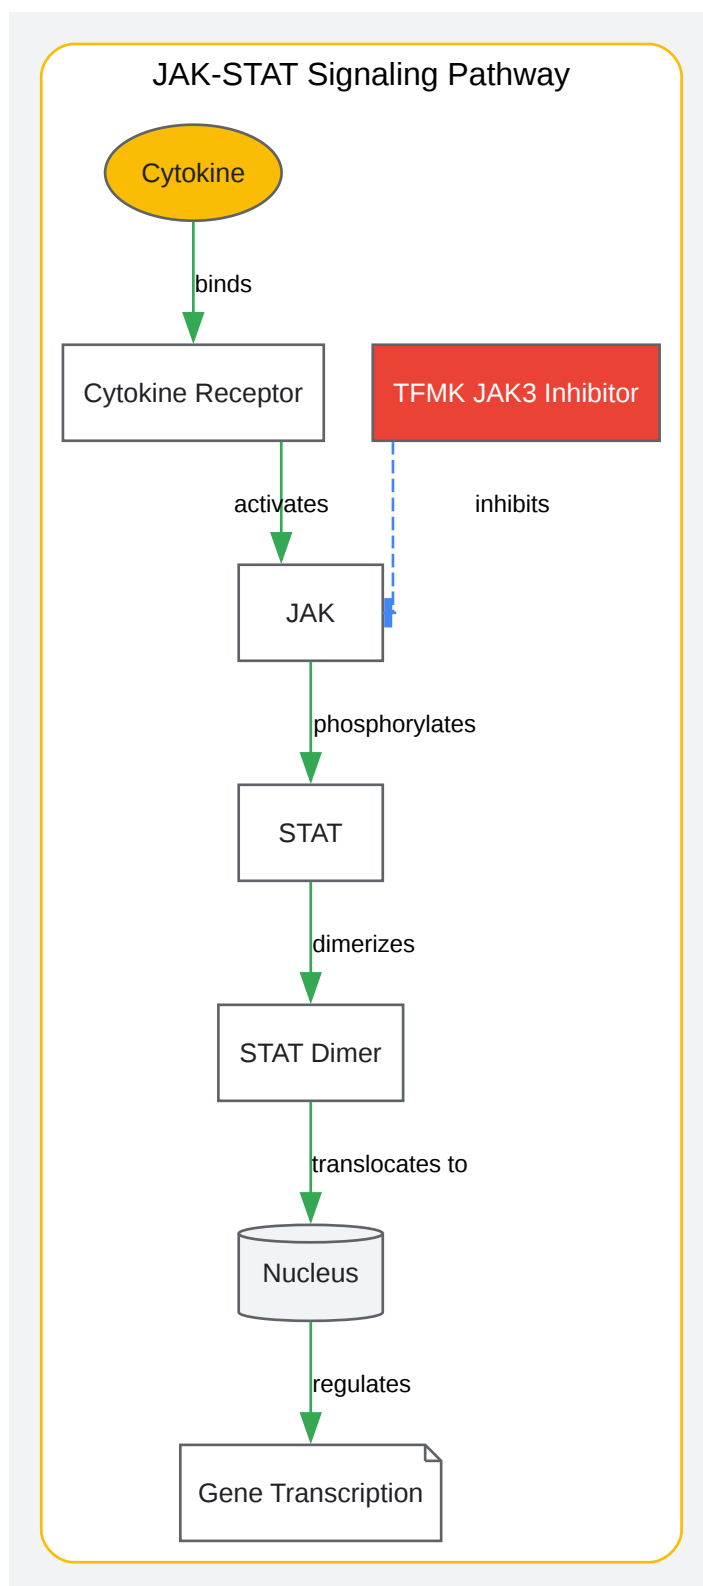 JAK-STAT Signaling Pathway
Cytokine
binds
Cytokine Receptor
TFMK JAK3 Inhibitor
activates
inhibits
JAK
phosphorylates
STAT
dimerizes
STAT Dimer
translocates to
Nucleus
regulates
Gene Transcription